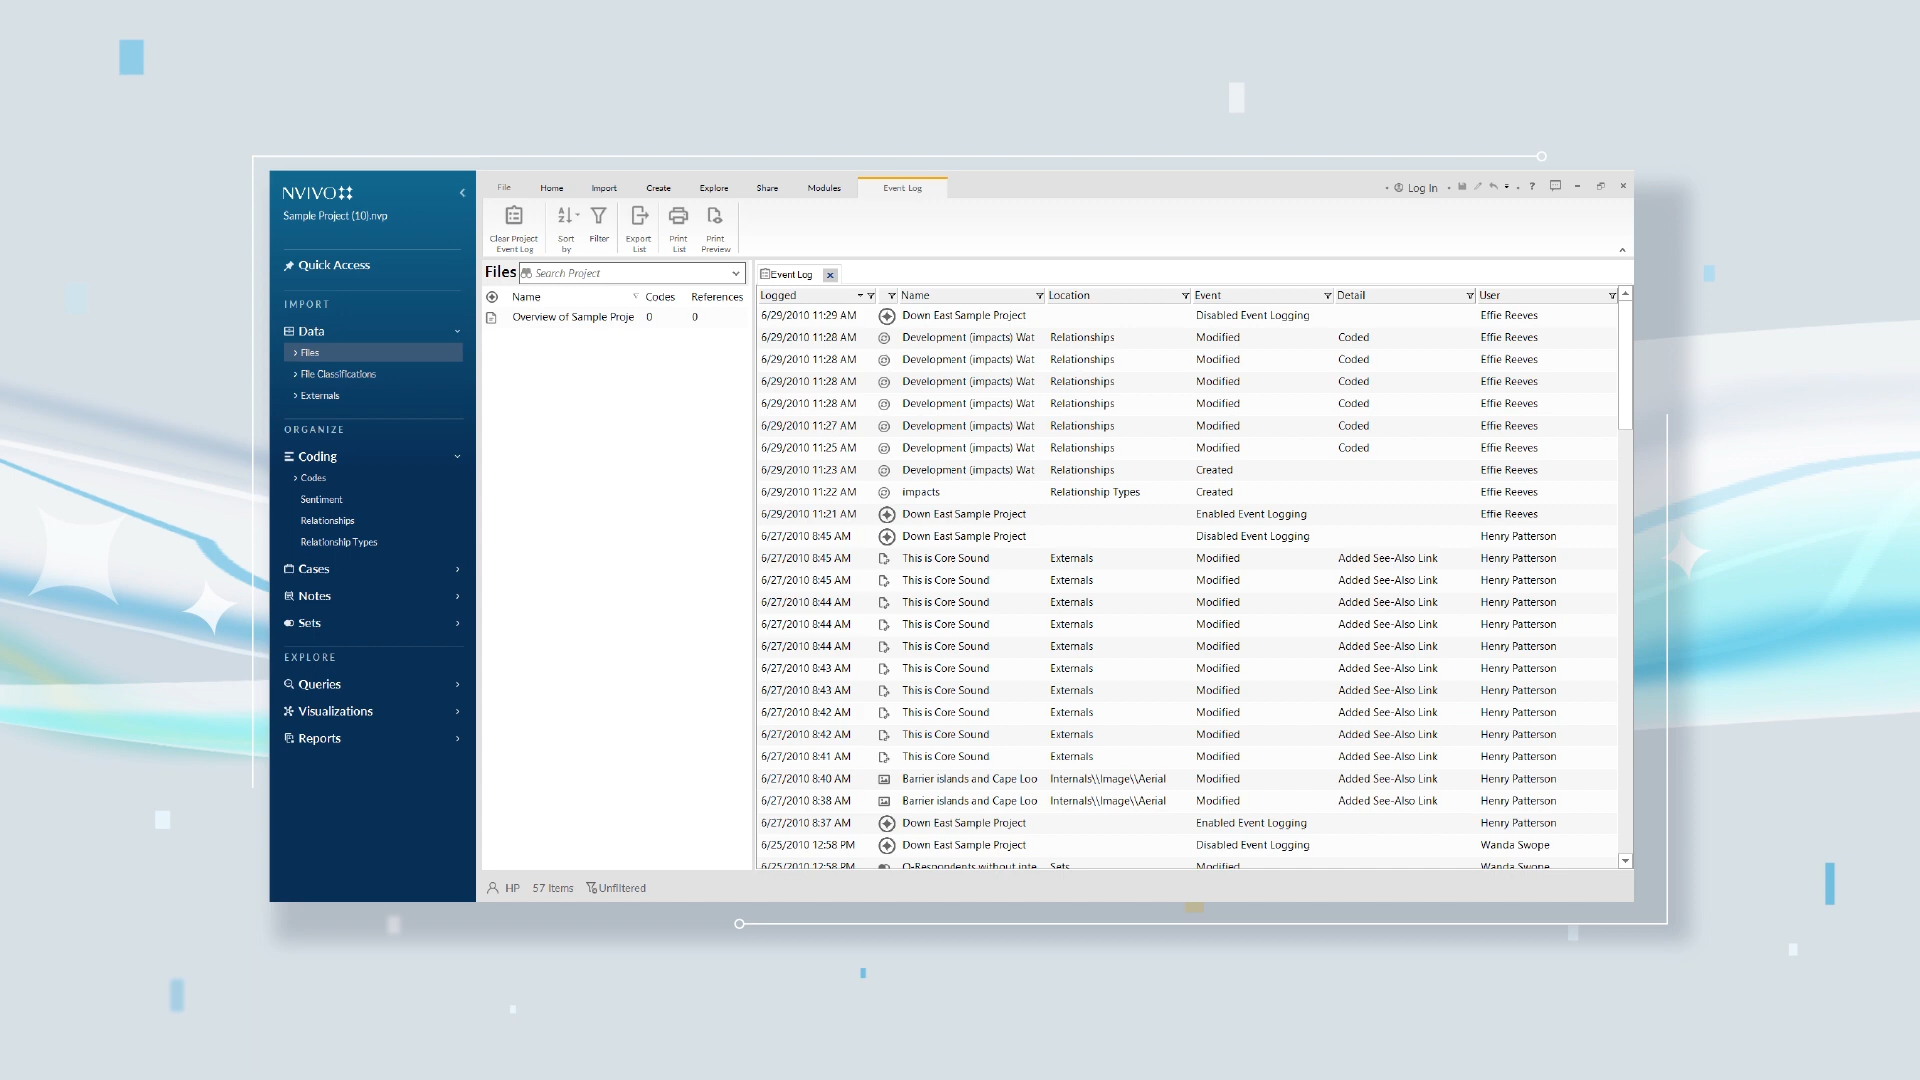 NVIVO
Sample Project (10).nvp
Quick Access
IMPORT
Data
Files
File Classifications
Externals
ORGANIZE
Coding
Codes
Sentiment
Relationships
Relationship Types
Cases
Notes
Sets
EXPLORE
Queries
Visualizations
Reports
File Home Import Create Explore Share Modules Event Log
Log In
Clear Project Event Log
Sort by
Filter
Export List
Print List
Print Preview
Files Search Project
Name Codes References
Overview of Sample Proje 0 0
Event Log
Logged Name Location Event Detail User
6/29/2010 11:29 AM Down East Sample Project Disabled Event Logging Effie Reeves
6/29/2010 11:28 AM Development (impacts) Wat Relationships Modified Coded Effie Reeves
6/29/2010 11:28 AM Development (impacts) Wat Relationships Modified Coded Effie Reeves
6/29/2010 11:28 AM Development (impacts) Wat Relationships Modified Coded Effie Reeves
6/29/2010 11:28 AM Development (impacts) Wat Relationships Modified Coded Effie Reeves
6/29/2010 11:27 AM Development (impacts) Wat Relationships Modified Coded Effie Reeves
6/29/2010 11:25 AM Development (impacts) Wat Relationships Modified Coded Effie Reeves
6/29/2010 11:23 AM Development (impacts) Wat Relationships Created Effie Reeves
6/29/2010 11:22 AM impacts Relationship Types Created Effie Reeves
6/29/2010 11:21 AM Down East Sample Project Enabled Event Logging Effie Reeves
6/27/2010 8:45 AM Down East Sample Project Disabled Event Logging Henry Patterson
6/27/2010 8:45 AM This is Core Sound Externals Modified Added See-Also Link Henry Patterson
6/27/2010 8:45 AM This is Core Sound Externals Modified Added See-Also Link Henry Patterson
6/27/2010 8:44 AM This is Core Sound Externals Modified Added See-Also Link Henry Patterson
6/27/2010 8:44 AM This is Core Sound Externals Modified Added See-Also Link Henry Patterson
6/27/2010 8:44 AM This is Core Sound Externals Modified Added See-Also Link Henry Patterson
6/27/2010 8:43 AM This is Core Sound Externals Modified Added See-Also Link Henry Patterson
6/27/2010 8:43 AM This is Core Sound Externals Modified Added See-Also Link Henry Patterson
6/27/2010 8:42 AM This is Core Sound Externals Modified Added See-Also Link Henry Patterson
6/27/2010 8:42 AM This is Core Sound Externals Modified Added See-Also Link Henry Patterson
6/27/2010 8:41 AM This is Core Sound Externals Modified Added See-Also Link Henry Patterson
6/27/2010 8:40 AM Barrier islands and Cape Loo Internals\\Image\\Aerial Modified Added See-Also Link Henry Patterson
6/27/2010 8:38 AM Barrier islands and Cape Loo Internals\\Image\\Aerial Modified Added See-Also Link Henry Patterson
6/27/2010 8:37 AM Down East Sample Project Enabled Event Logging Henry Patterson
6/25/2010 12:58 PM Down East Sample Project Disabled Event Logging Wanda Swope
6/25/2010 12:58 PM Q-Respondents without inte Sets Modified Wanda Swope
HP 57 Items Unfiltered